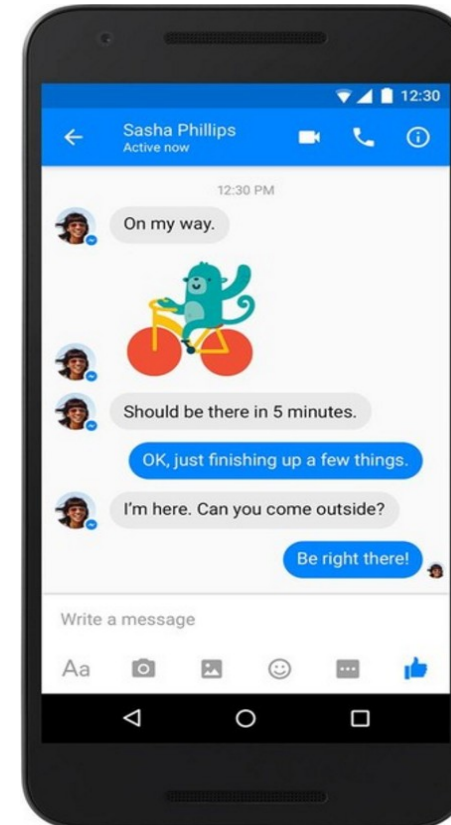 12:30
Sasha Phillips
Active now
12:30 PM
On my way.
Should be there in 5 minutes.
OK, just finishing up a few things.
I'm here. Can you come outside?
Be right there!
Write a message
Aa